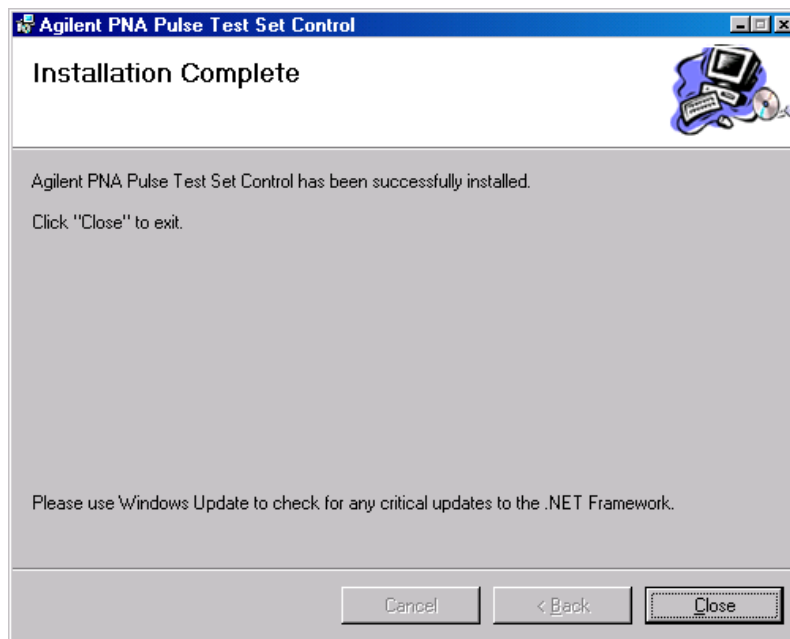 Agilent PNA Pulse Test Set Control
Installation Complete
Agilent PNA Pulse Test Set Control has been successfully installed.
Click "Close" to exit.
Please use Windows Update to check for any critical updates to the .NET Framework.
Cancel
< Back
Close